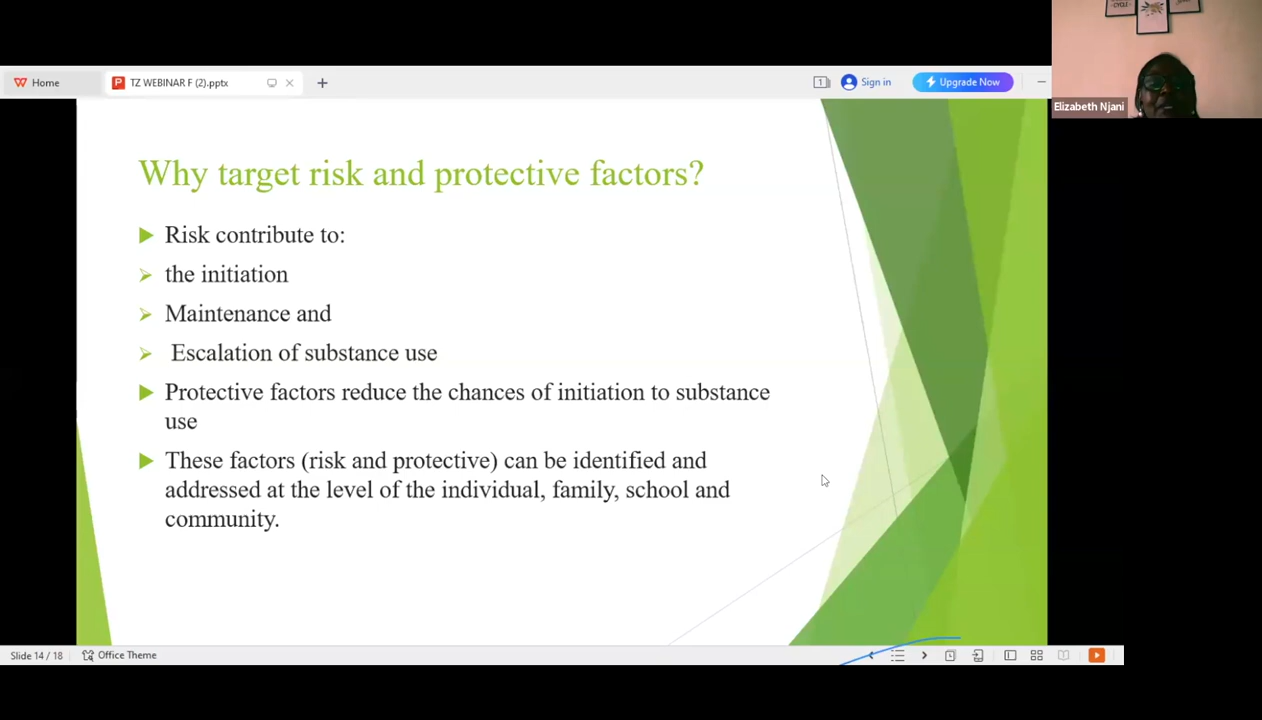 Home
TZ WEBINAR F (2).pptx
1
Sign in
Upgrade Now
Elizabeth Njani
Why target risk and protective factors?
Risk contribute to:
the initiation
Maintenance and
Escalation of substance use
Protective factors reduce the chances of initiation to substance
use
These factors (risk and protective) can be identified and
addressed at the level of the individual, family, school and
community.
Slide 14 / 18
Office Theme